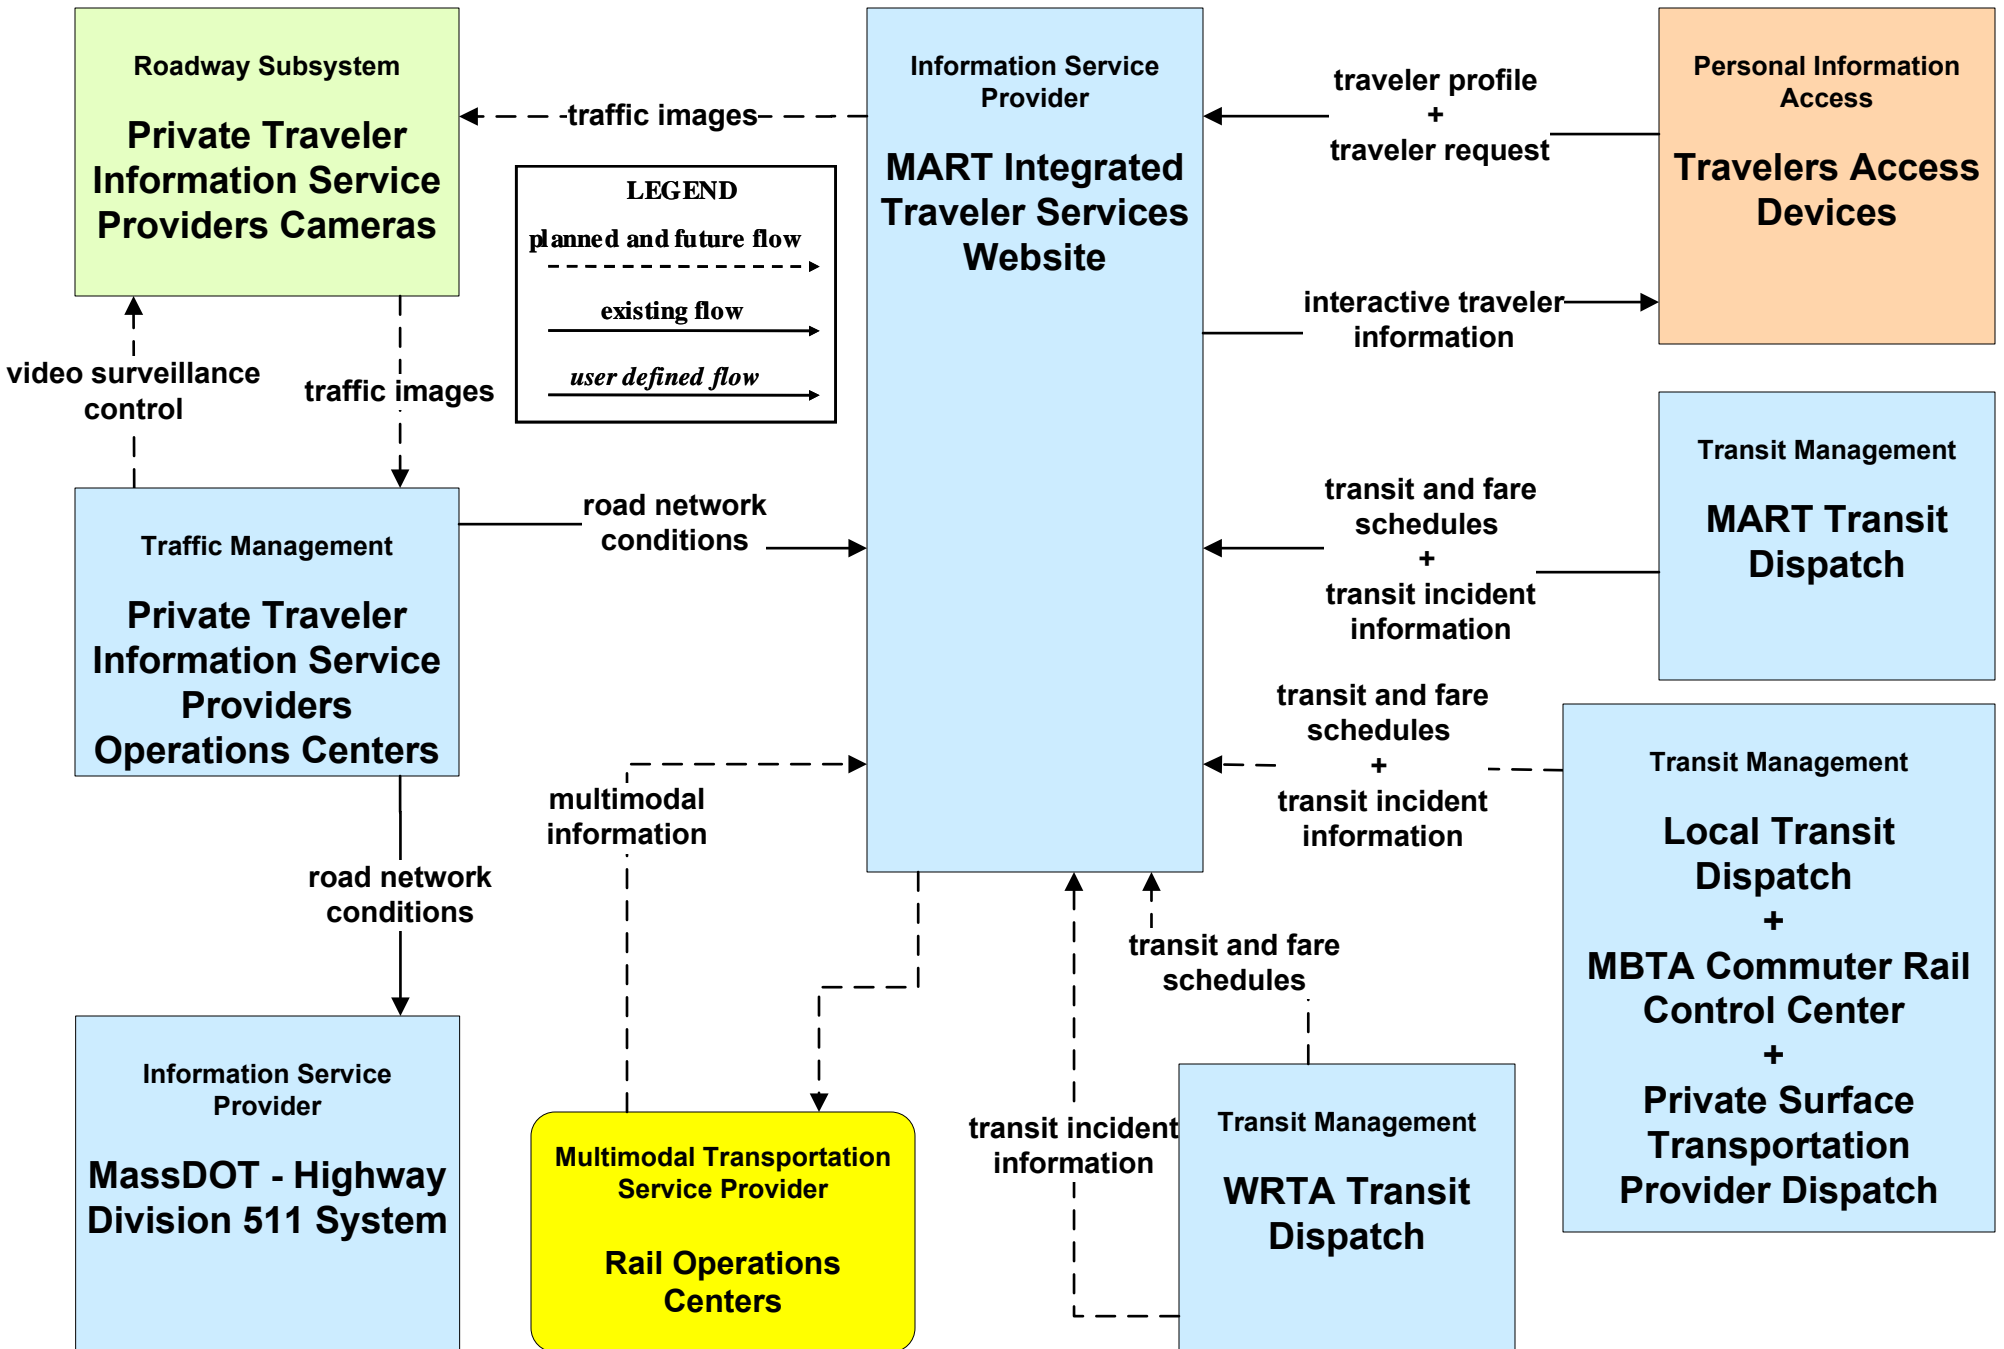 Roadway Subsystem
Private Traveler
Information Service
Providers Cameras
traffic images
Information Service
Provider
MART Integrated
Traveler Services
Website
traveler profile
+
traveler request
Personal Information
Access
Travelers Access
Devices
LEGEND
planned and future flow
existing flow
user defined flow
interactive traveler
information
video surveillance
control
traffic images
Transit Management
MART Transit
Dispatch
transit and fare
schedules
+
transit incident
information
road network
conditions
Traffic Management
Private Traveler
Information Service
Providers
Operations Centers
transit and fare
schedules
+
transit incident
information
Transit Management
Local Transit
Dispatch
+
MBTA Commuter Rail
Control Center
+
Private Surface
Transportation
Provider Dispatch
multimodal
information
road network
conditions
transit and fare
schedules
Information Service
Provider
MassDOT - Highway
Division 511 System
Multimodal Transportation
Service Provider
Rail Operations
Centers
transit incident
information
Transit Management
WRTA Transit
Dispatch